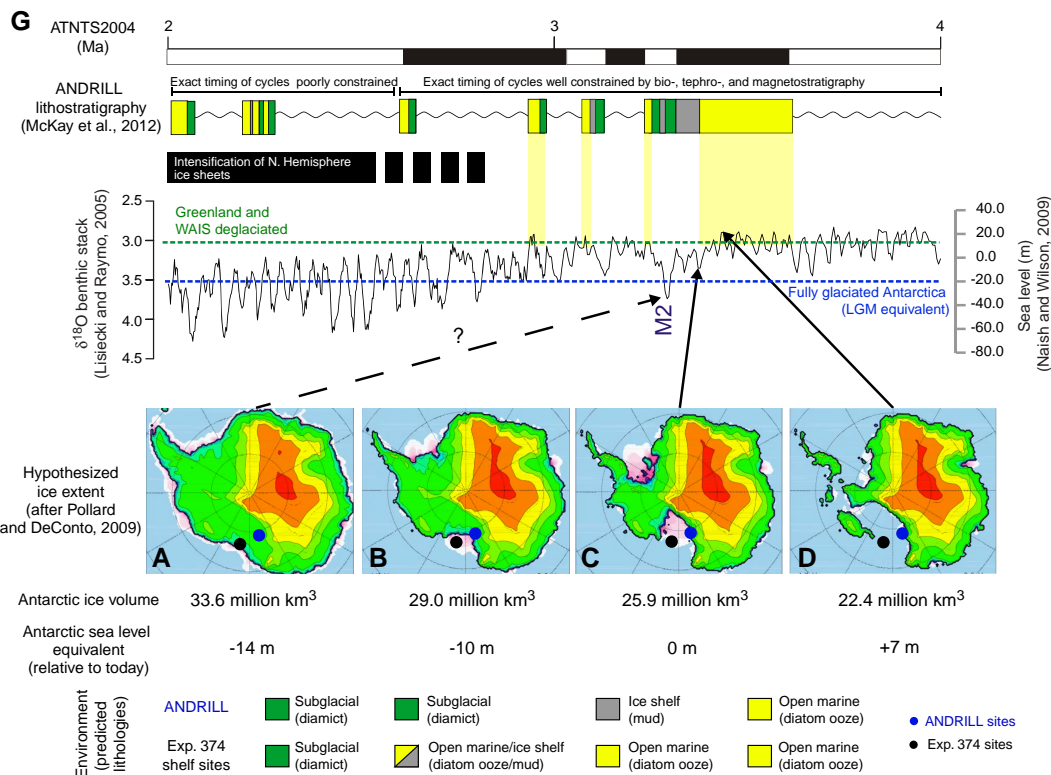 G
ATNTS2004
(Ma)
2
3
4
Exact timing of cycles poorly constrained
Exact timing of cycles well constrained by bio-, tephro-, and magnetostratigraphy
ANDRILL
lithostratigraphy
(McKay et al., 2012)
Intensification of N. Hemisphere
ice sheets
δ18O benthic stack
(Lisiecki and Raymo, 2005)
2.5
3.0
3.5
4.0
4.5
Greenland and
WAIS deglaciated
Fully glaciated Antarctica
(LGM equivalent)
M2
?
40.0
20.0
0.0
-20.0
-40.0
-60.0
-80.0
Sea level (m)
(Naish and Wilson, 2009)
Hypothesized
ice extent
(after Pollard
and DeConto, 2009)
A
B
C
D
Antarctic ice volume
33.6 million km3
29.0 million km3
25.9 million km3
22.4 million km3
Antarctic sea level
equivalent
(relative to today)
-14 m
-10 m
0 m
+7 m
Environment
(predicted
lithologies)
ANDRILL
Subglacial
(diamict)
Subglacial
(diamict)
Ice shelf
(mud)
Open marine
(diatom ooze)
Exp. 374
shelf sites
Subglacial
(diamict)
Open marine/ice shelf
(diatom ooze/mud)
Open marine
(diatom ooze)
Open marine
(diatom ooze)
ANDRILL sites
Exp. 374 sites